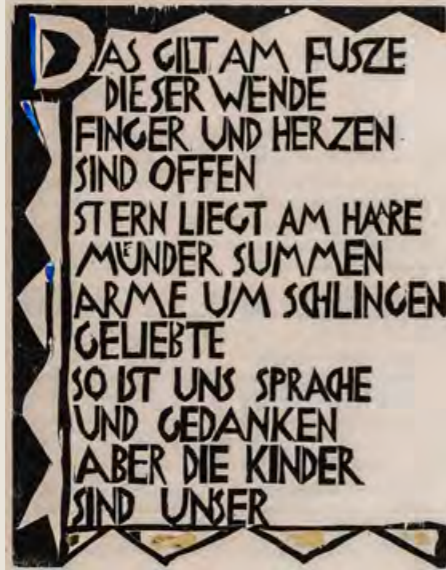 DAS GILT AM FUSZE
DIESER WENDE
FINGER UND HERZEN
SIND OFFEN
STERN LIEGT AM HAARE
MÜNDER SUMMEN
ARME UM SCHLINGEN
GELIEBTE
SO IST UNS SPRACHE
UND GEDANKEN
ABER DIE KINDER
SIND UNSER